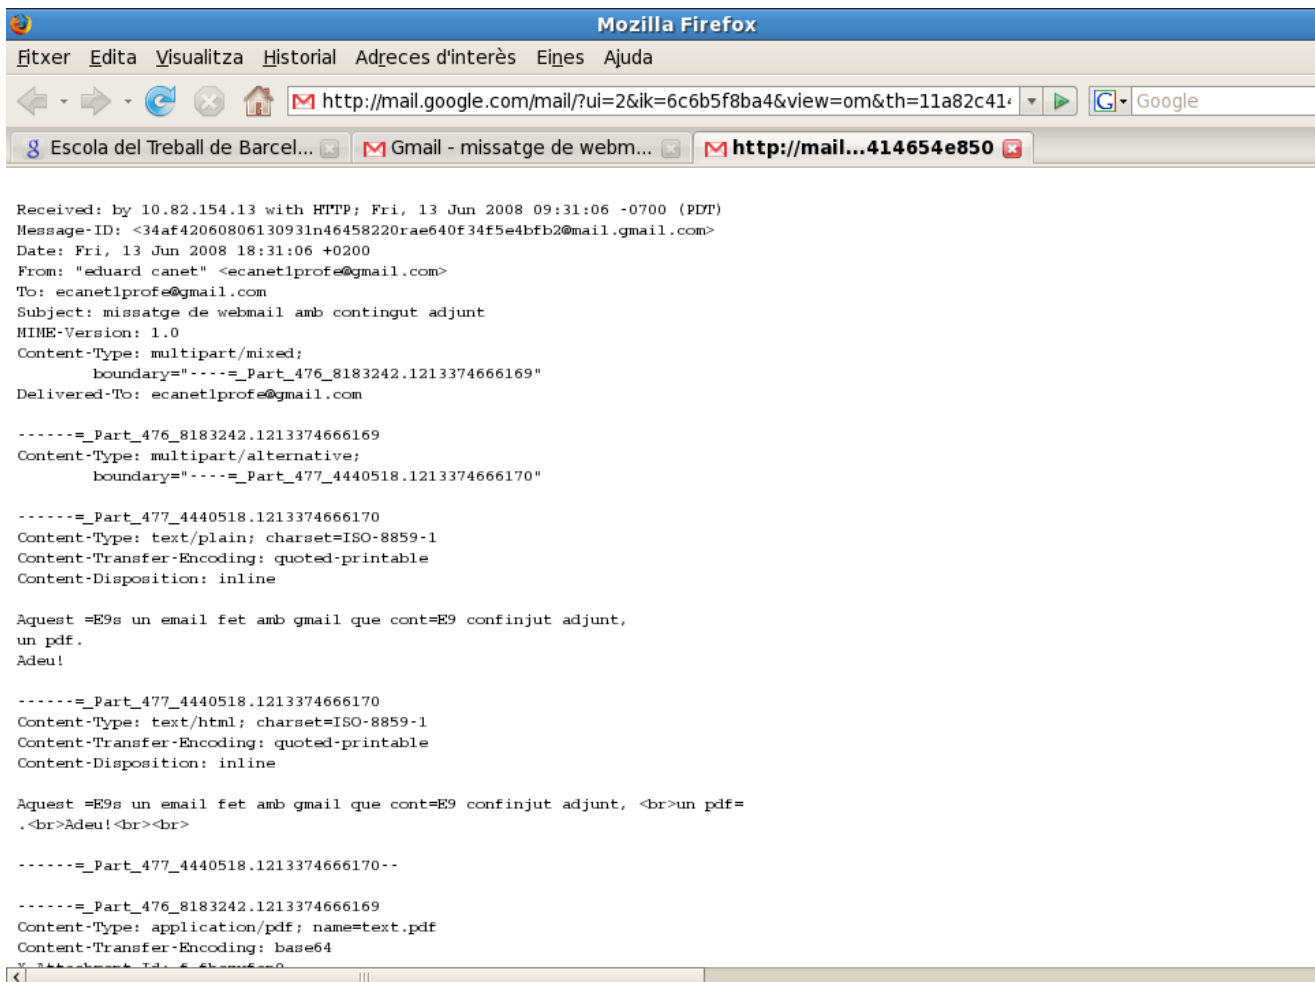 Mozilla Firefox
Fitxer Edita Visualitza Historial Adreces d'interès Eines Ajuda
http://mail.google.com/mail/?ui=2&ik=6c6b5f8ba4&view=om&th=11a82c41 Google
Escola del Treball de Barcel... Gmail - missatge de webm... http://mail...414654e850
Received: by 10.82.154.13 with HTTP; Fri, 13 Jun 2008 09:31:06 -0700 (PDT)
Message-ID: <34af42060806130931n46458220rae640f34f5e4bfb2@mail.gmail.com>
Date: Fri, 13 Jun 2008 18:31:06 +0200
From: "eduard canet" <ecanet1profe@gmail.com>
To: ecanet1profe@gmail.com
Subject: missatge de webmail amb contingut adjunt
MIME-Version: 1.0
Content-Type: multipart/mixed;
boundary="----=_Part_476_8183242.1213374666169"
Delivered-To: ecanet1profe@gmail.com
------=_Part_476_8183242.1213374666169
Content-Type: multipart/alternative;
boundary="----=_Part_477_4440518.1213374666170"
------=_Part_477_4440518.1213374666170
Content-Type: text/plain; charset=ISO-8859-1
Content-Transfer-Encoding: quoted-printable
Content-Disposition: inline
Aquest =E9s un email fet amb gmail que cont=E9 confinjut adjunt,
un pdf.
Adeu!
------=_Part_477_4440518.1213374666170
Content-Type: text/html; charset=ISO-8859-1
Content-Transfer-Encoding: quoted-printable
Content-Disposition: inline
Aquest =E9s un email fet amb gmail que cont=E9 confinjut adjunt, <br>un pdf=
.<br>Adeu!<br><br>
------=_Part_477_4440518.1213374666170--
------=_Part_476_8183242.1213374666169
Content-Type: application/pdf; name=text.pdf
Content-Transfer-Encoding: base64
X-Attachment-Id: